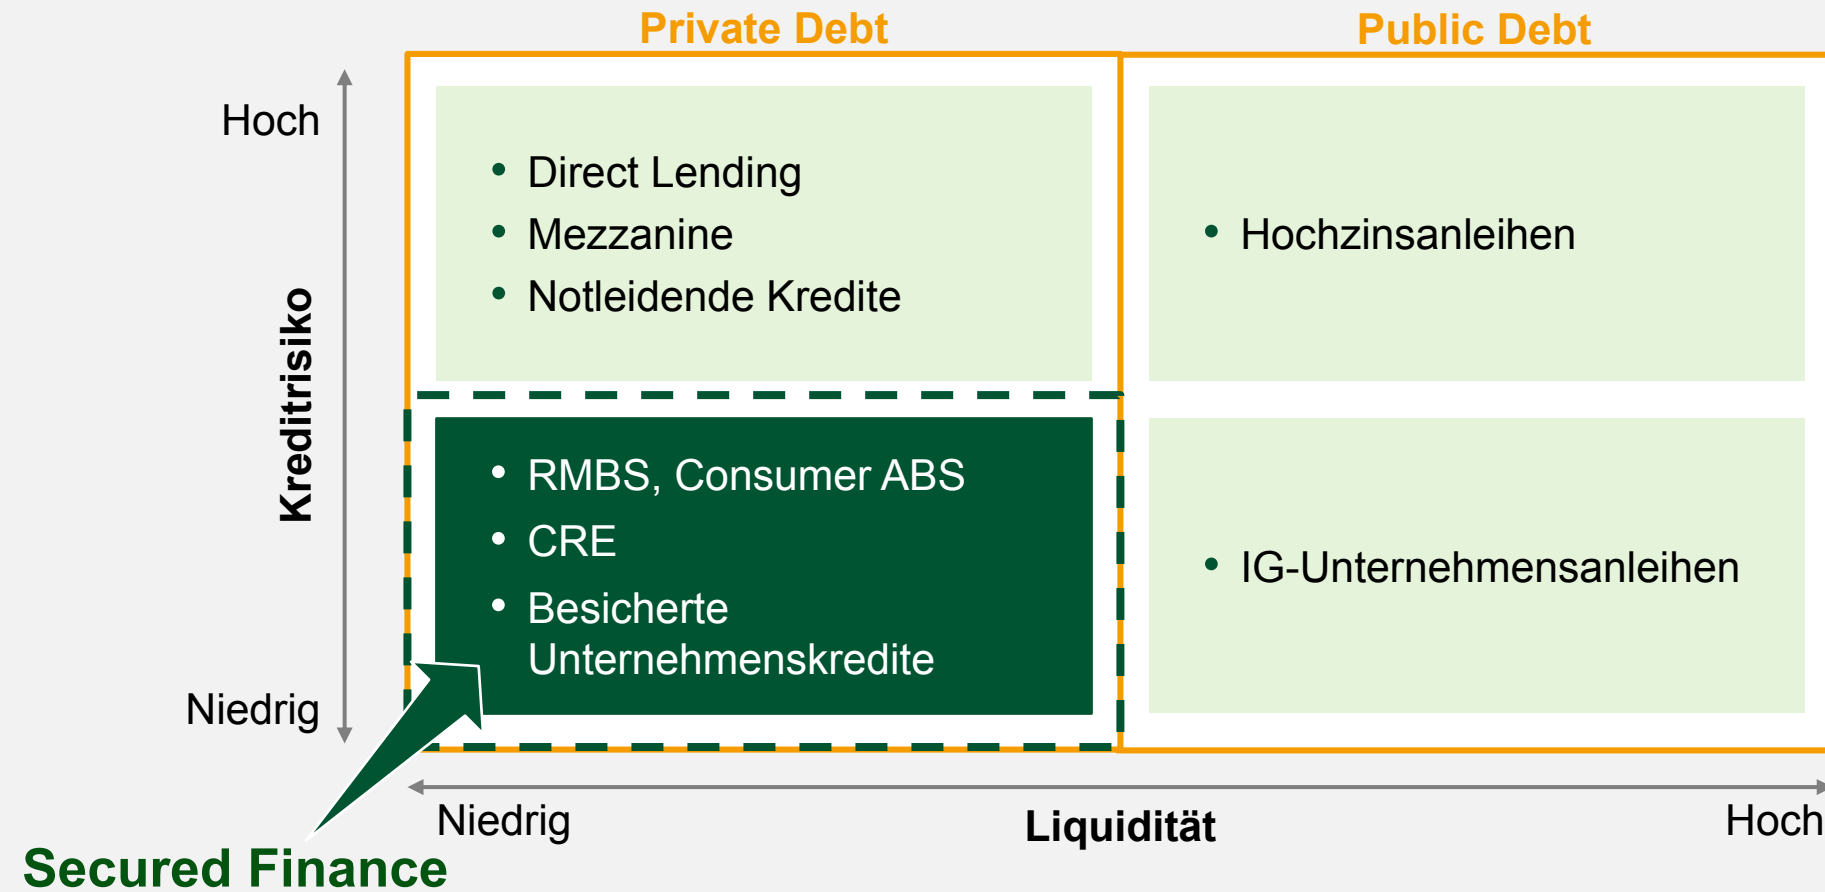 Private Debt
Public Debt
Hoch
• Direct Lending
• Mezzanine
• Notleidende Kredite
• Hochzinsanleihen
Kreditrisiko
• RMBS, Consumer ABS
• CRE
• Besicherte
Unternehmenskredite
• IG-Unternehmensanleihen
Niedrig
Niedrig
Liquidität
Hoch
Secured Finance